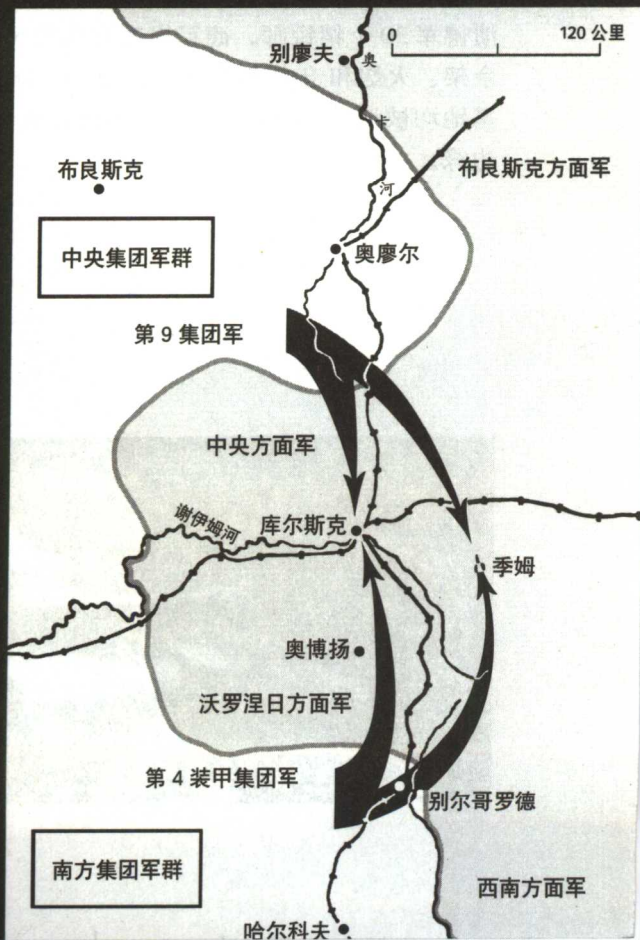 0 120 公里
别廖夫
奥
卡
河
布良斯克
布良斯克方面军
中央集团军群
奥廖尔
第 9 集团军
中央方面军
谢伊姆河
库尔斯克
季姆
奥博扬
沃罗涅日方面军
第 4 装甲集团军
别尔哥罗德
南方集团军群
西南方面军
哈尔科夫